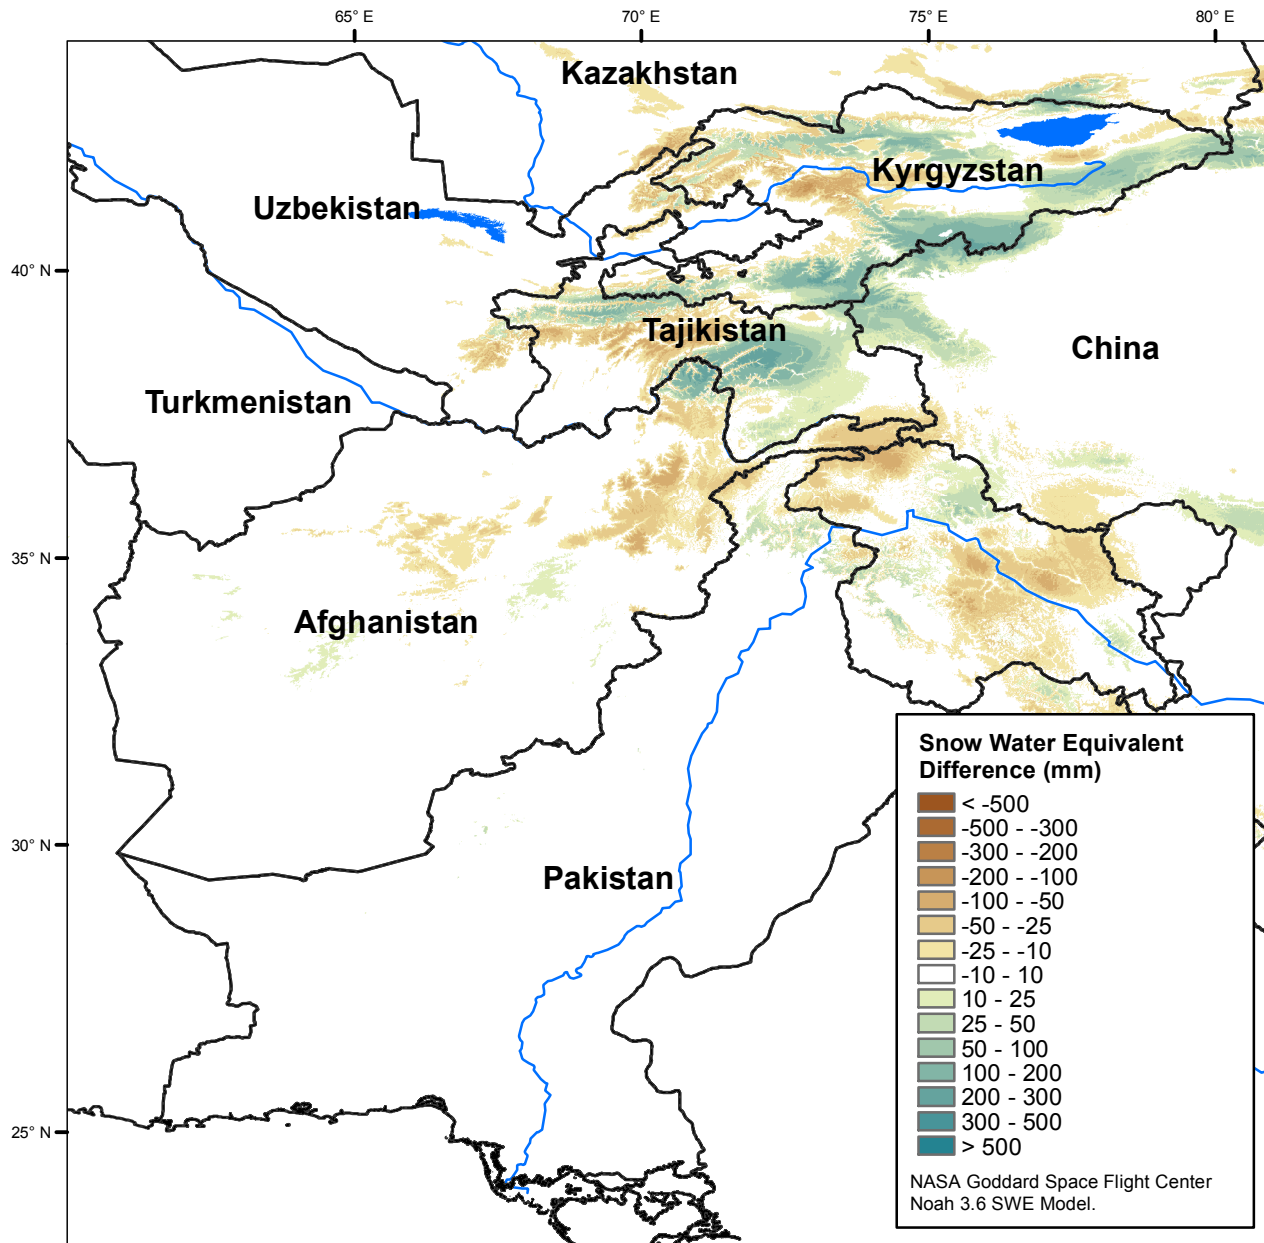 65° E
70° E
75° E
80° E
Kazakhstan
Kyrgyzstan
Uzbekistan
40° N
Tajikistan
China
Turkmenistan
35° N
Afghanistan
30° N
Pakistan
25° N
Snow Water Equivalent
Difference (mm)
< -500
-500 - -300
-300 - -200
-200 - -100
-100 - -50
-50 - -25
-25 - -10
-10 - 10
10 - 25
25 - 50
50 - 100
100 - 200
200 - 300
300 - 500
> 500
NASA Goddard Space Flight Center
Noah 3.6 SWE Model.